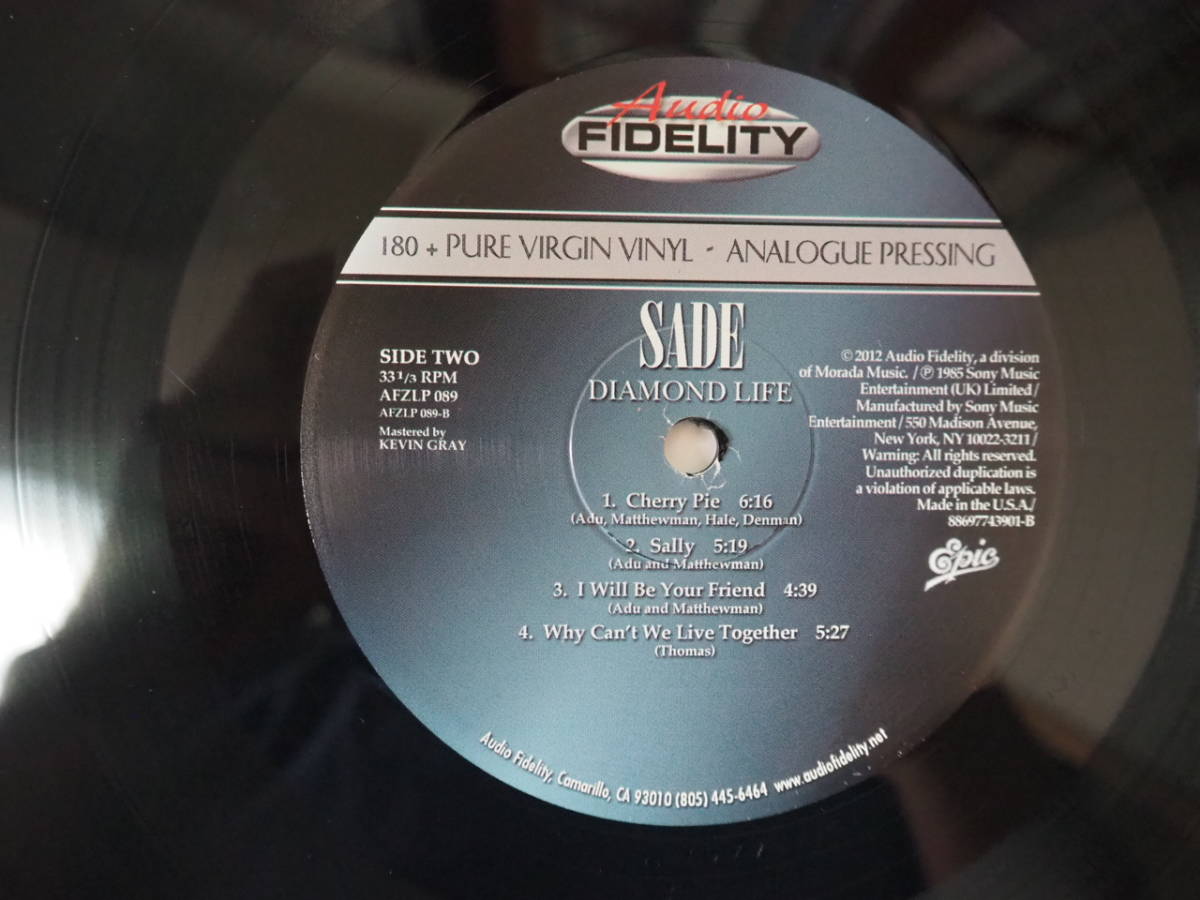 Audio
FIDELITY
180 + PURE VIRGIN VINYL - ANALOGUE PRESSING
SADE
DIAMOND LIFE
SIDE TWO
33 1/3 RPM
AFZLP 089
AFZLP 089-B
Mastered by
KEVIN GRAY
© 2012 Audio Fidelity, a division
of Morada Music. / ℗ 1985 Sony Music
Entertainment (UK) Limited /
Manufactured by Sony Music
Entertainment / 550 Madison Avenue,
New York, NY 10022-3211 /
Warning: All rights reserved.
Unauthorized duplication is
a violation of applicable laws.
Made in the U.S.A./
88697743901-B
Epic
1. Cherry Pie 6:16
(Adu, Matthewman, Hale, Denman)
2. Sally 5:19
(Adu and Matthewman)
3. I Will Be Your Friend 4:39
(Adu and Matthewman)
4. Why Can't We Live Together 5:27
(Thomas)
Audio Fidelity, Camarillo, CA 93010 (805) 445-6464 www.audiofidelity.net